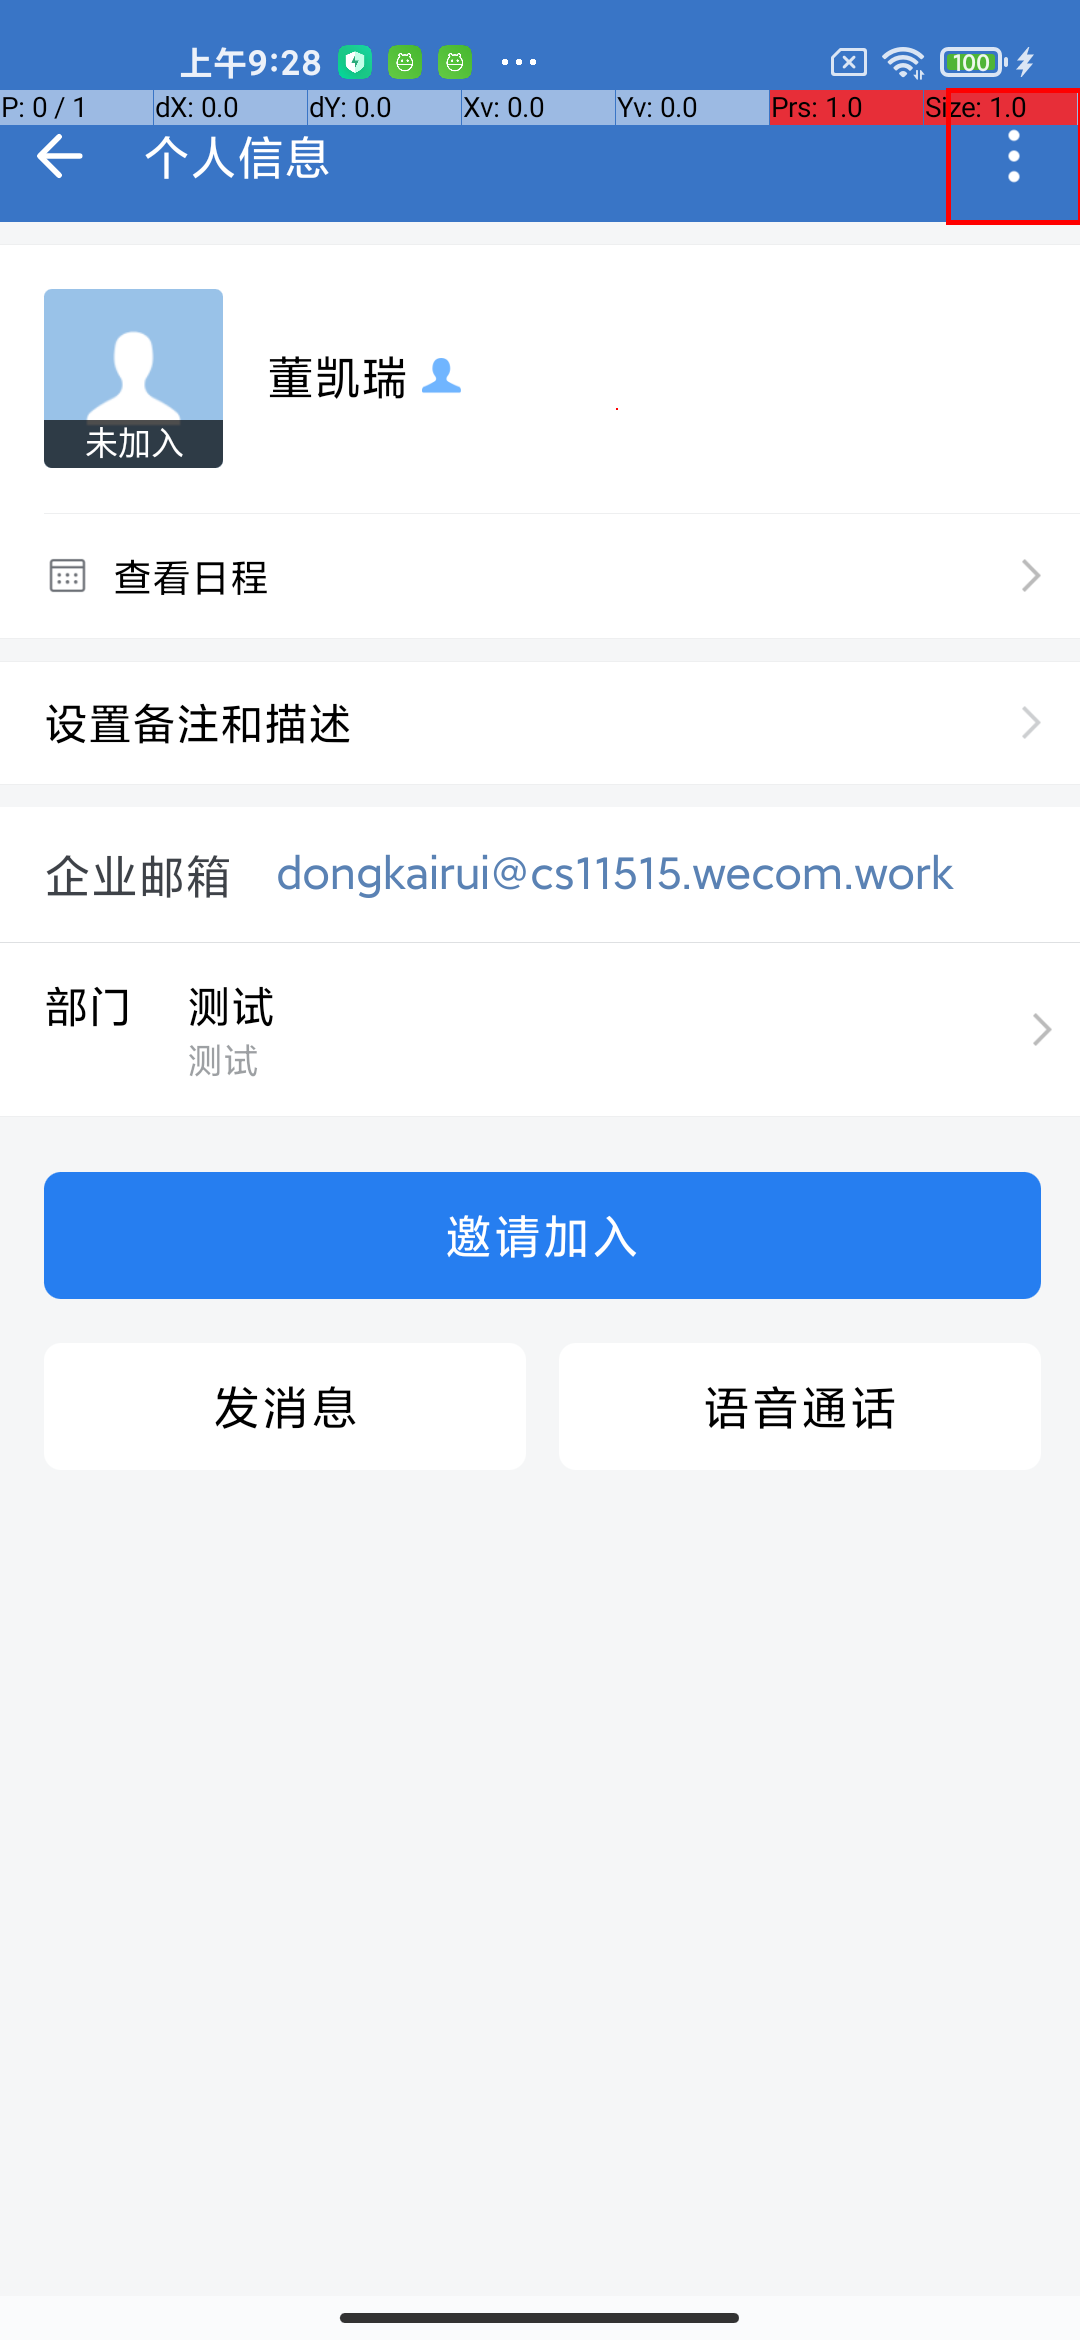 上午9:28 ... 100
P: 0 / 1 dX: 0.0 dY: 0.0 Xv: 0.0 Yv: 0.0 Prs: 1.0 Size: 1.0
个人信息
董凯瑞
未加入
查看日程
设置备注和描述
企业邮箱 dongkairui@cs11515.wecom.work
部门 测试
测试
邀请加入
发消息 语音通话